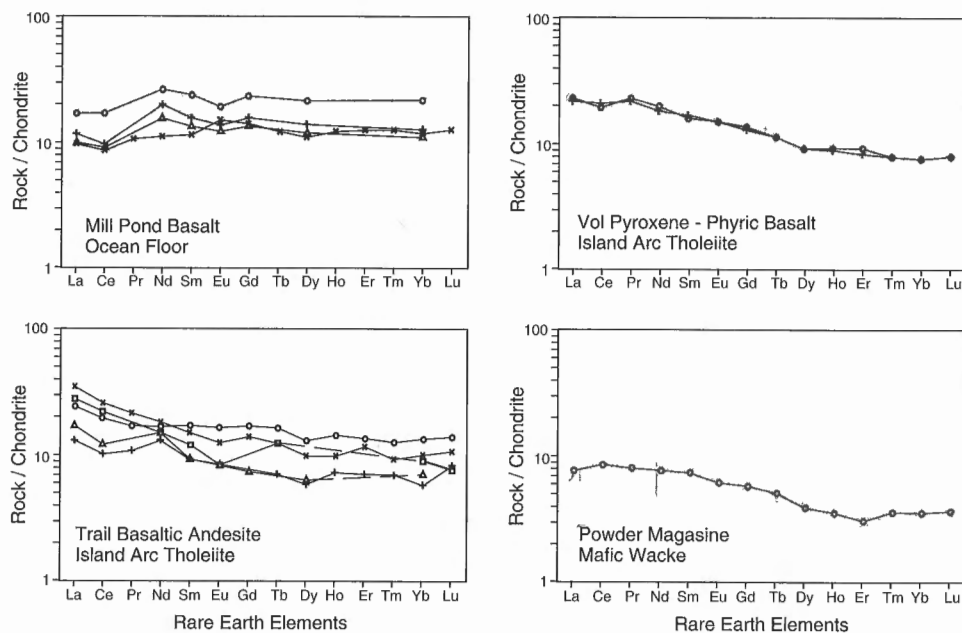 100
10
1
Rock / Chondrite
Mill Pond Basalt
Ocean Floor
La Ce Pr Nd Sm Eu Gd Tb Dy Ho Er Tm Yb Lu
100
10
1
Rock / Chondrite
Vol Pyroxene - Phyric Basalt
Island Arc Tholeiite
La Ce Pr Nd Sm Eu Gd Tb Dy Ho Er Tm Yb Lu
100
10
1
Rock / Chondrite
Trail Basaltic Andesite
Island Arc Tholeiite
La Ce Pr Nd Sm Eu Gd Tb Dy Ho Er Tm Yb Lu
Rare Earth Elements
100
10
1
Rock / Chondrite
Powder Magasine
Mafic Wacke
La Ce Pr Nd Sm Eu Gd Tb Dy Ho Er Tm Yb Lu
Rare Earth Elements